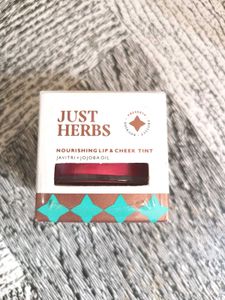 JUST
HERBS
NOURISHING LIP & CHEEK TINT
JAVITRI + JOJOBA OIL